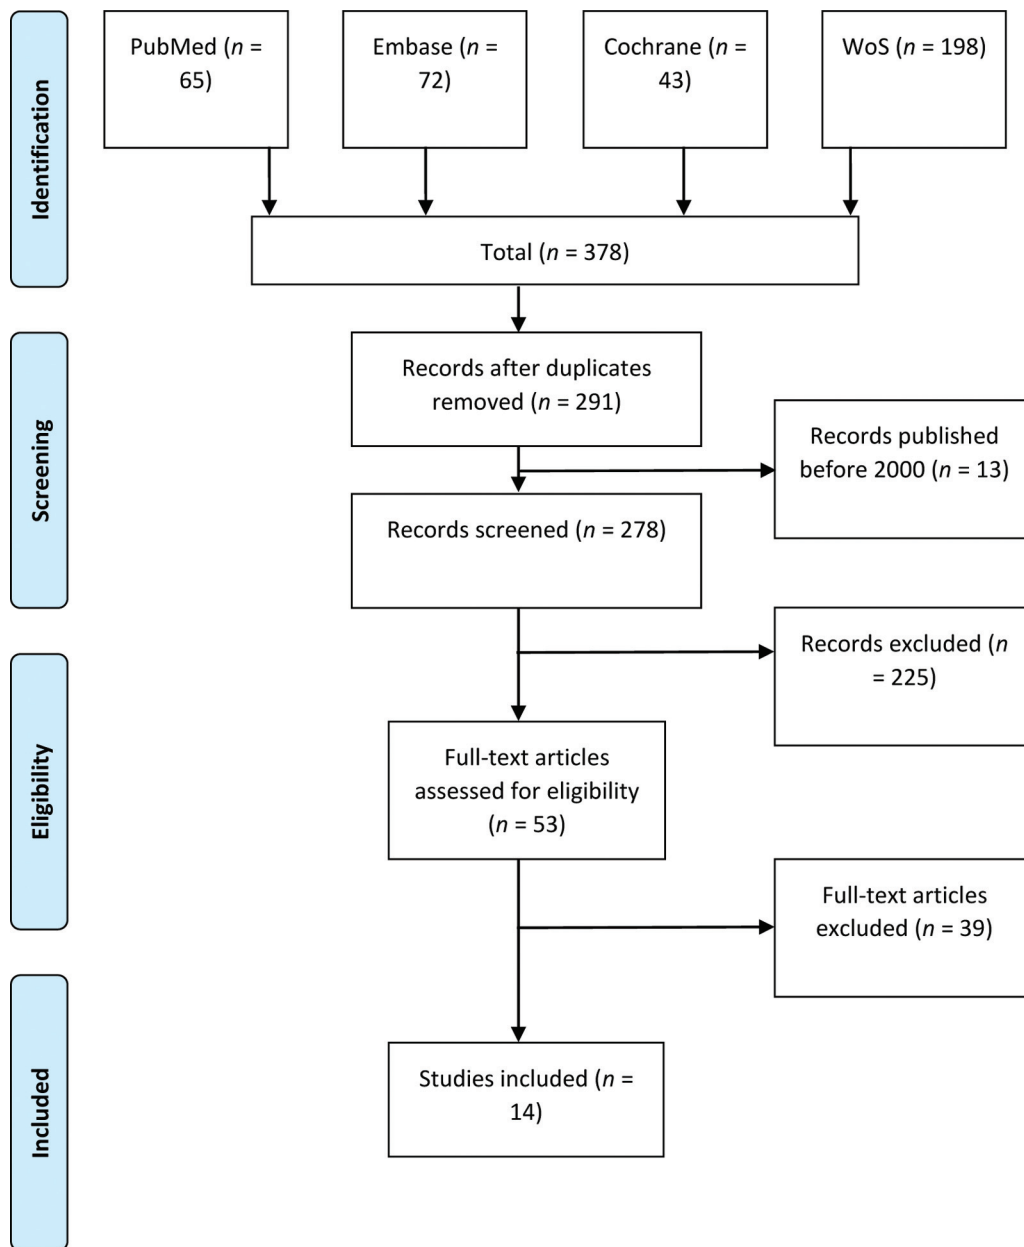 Identification
PubMed (n =
65)
Embase (n =
72)
Cochrane (n =
43)
WoS (n = 198)
Total (n = 378)
Screening
Records after duplicates
removed (n = 291)
Records published
before 2000 (n = 13)
Records screened (n = 278)
Records excluded (n
= 225)
Eligibility
Full-text articles
assessed for eligibility
(n = 53)
Full-text articles
excluded (n = 39)
Included
Studies included (n =
14)